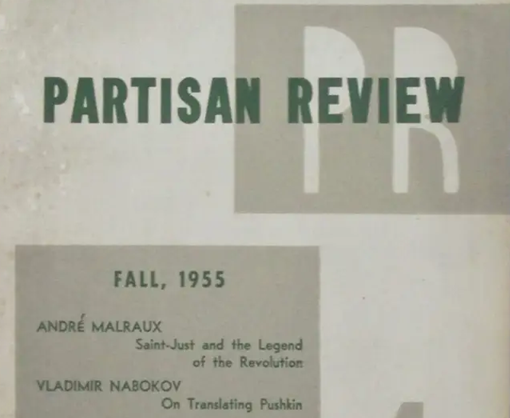 PR
PARTISAN REVIEW
FALL, 1955
ANDRÉ MALRAUX
Saint-Just and the Legend
of the Revolution
VLADIMIR NABOKOV
On Translating Pushkin